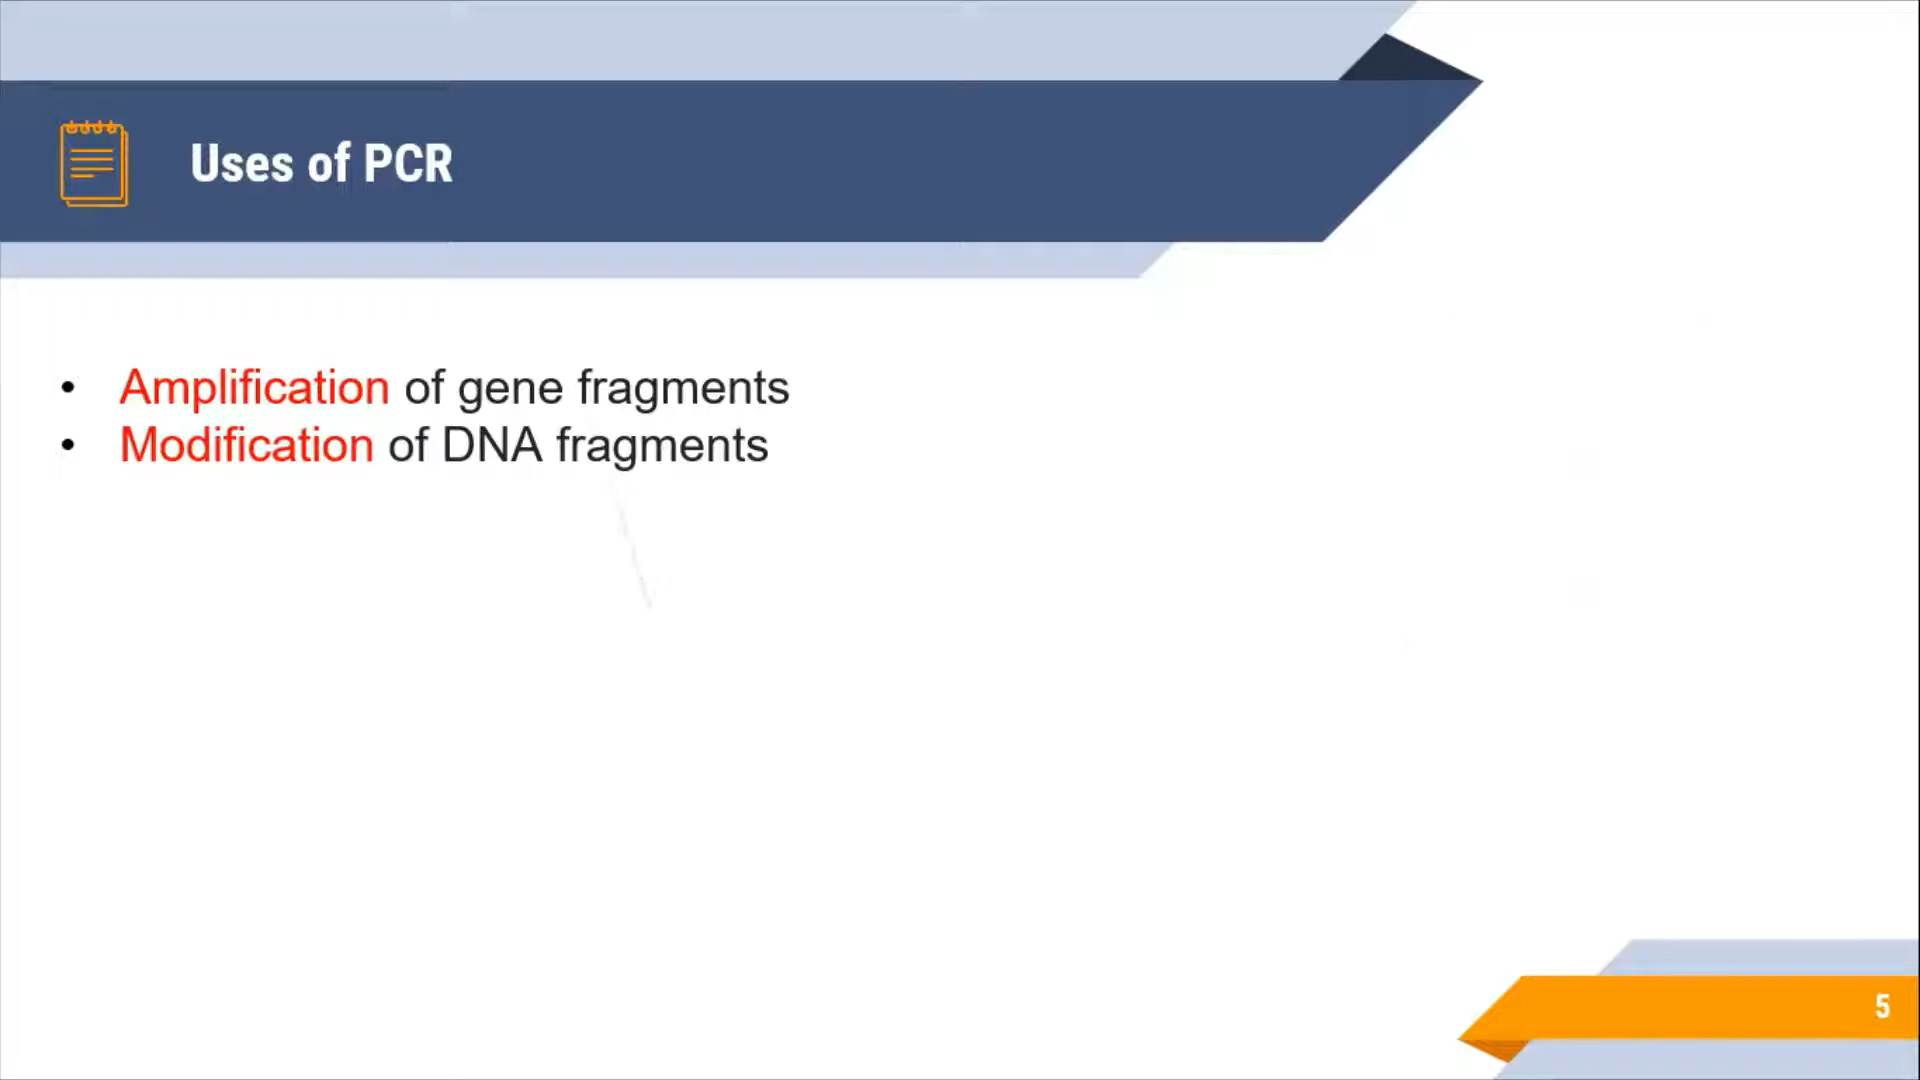 Uses of PCR
• Amplification of gene fragments
• Modification of DNA fragments
5